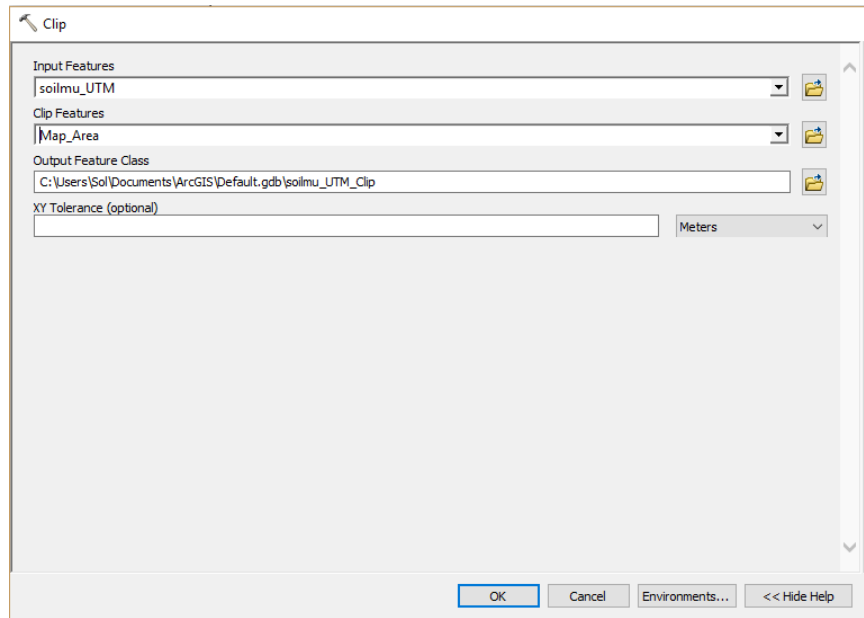 Clip
Input Features
soilmu_UTM
Clip Features
Map_Area
Output Feature Class
C:\Users\Sol\Documents\ArcGIS\Default.gdb\soilmu_UTM_Clip
XY Tolerance (optional)
Meters
OK Cancel Environments... << Hide Help